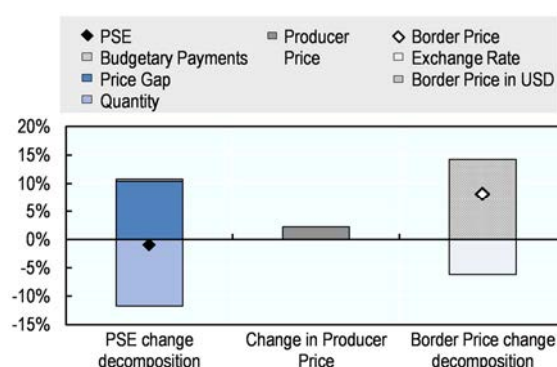 PSE
Budgetary Payments
Price Gap
Quantity
Producer
Price
Border Price
Exchange Rate
Border Price in USD
20%
15%
10%
5%
0%
-5%
-10%
-15%
PSE change
decomposition
Change in Producer
Price
Border Price change
decomposition